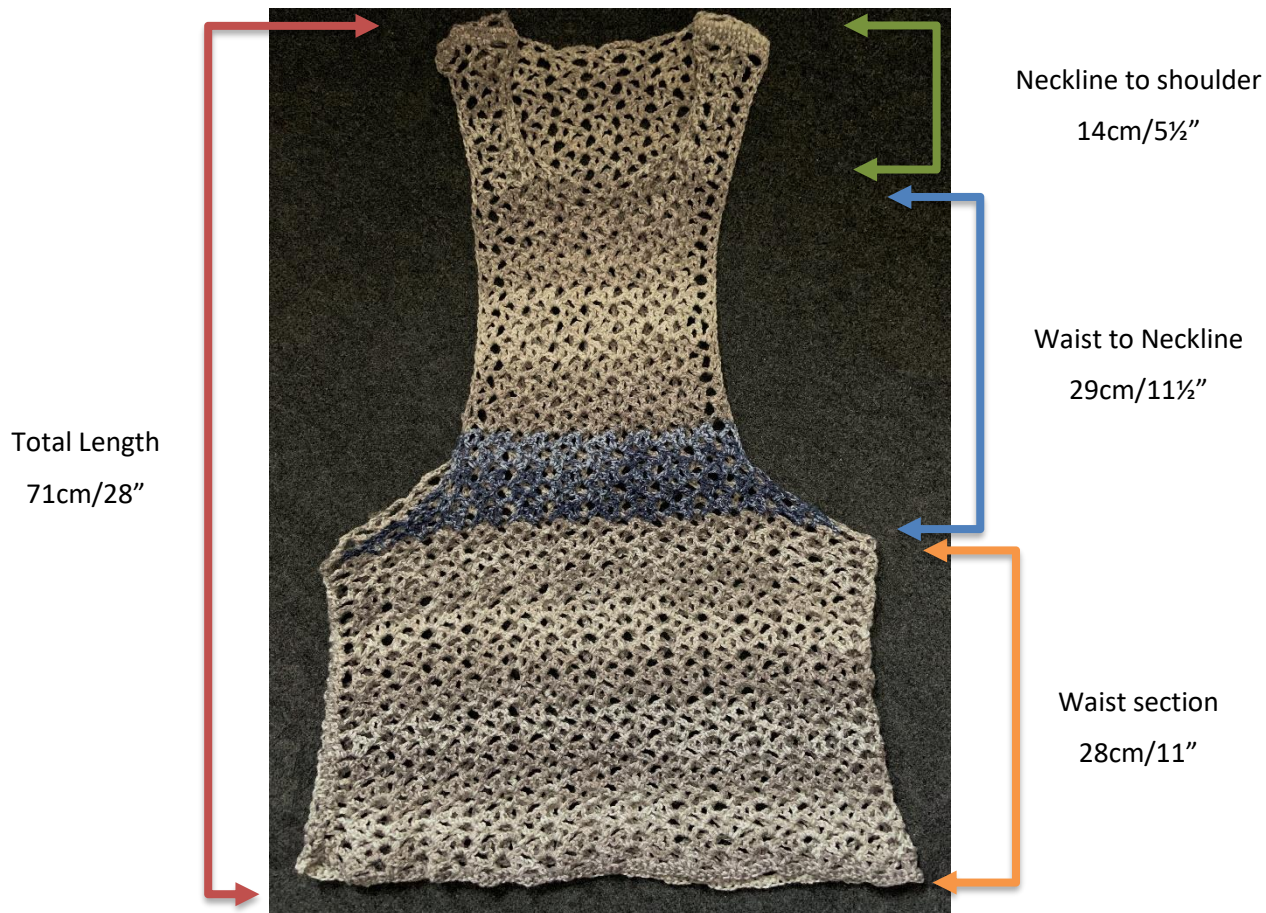 Neckline to shoulder
14cm/5½”
Waist to Neckline
29cm/11½”
Total Length
71cm/28”
Waist section
28cm/11”